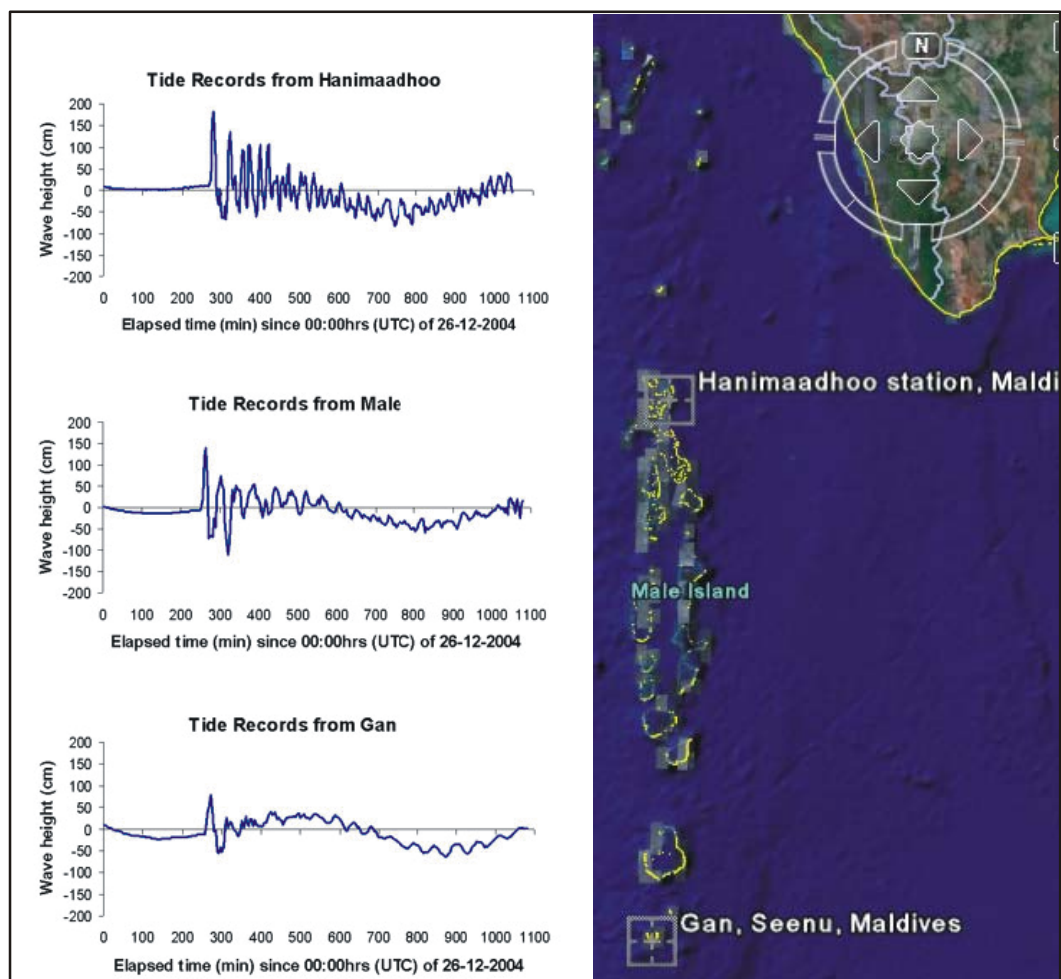 Tide Records from Hanimaadhoo
Wave height (cm)
200
150
100
50
0
-50
-100
-150
-200
0 100 200 300 400 500 600 700 800 900 1000 1100
Elapsed time (min) since 00:00hrs (UTC) of 26-12-2004
Tide Records from Male
Wave height (cm)
200
150
100
50
0
-50
-100
-150
-200
0 100 200 300 400 500 600 700 800 900 1000 1100
Elapsed time (min) since 00:00hrs (UTC) of 26-12-2004
Tide Records from Gan
Wave height (cm)
200
150
100
50
0
-50
-100
-150
-200
0 100 200 300 400 500 600 700 800 900 1000 1100
Elapsed time (min) since 00:00hrs (UTC) of 26-12-2004
N
Hanimaadhoo station, Maldi
Male Island
Gan, Seenu, Maldives